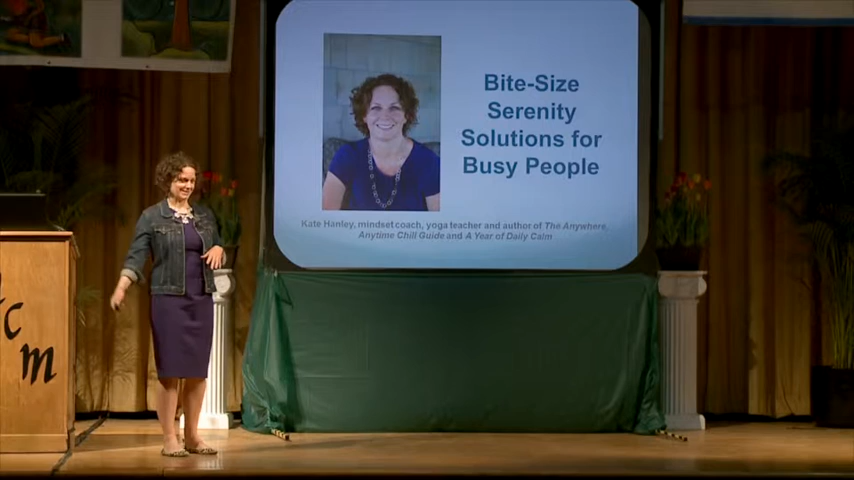 Bite-Size
Serenity
Solutions for
Busy People
Kate Hanley, mindset coach, yoga teacher and author of The Anywhere,
Anytime Chill Guide and A Year of Daily Calm
c
m